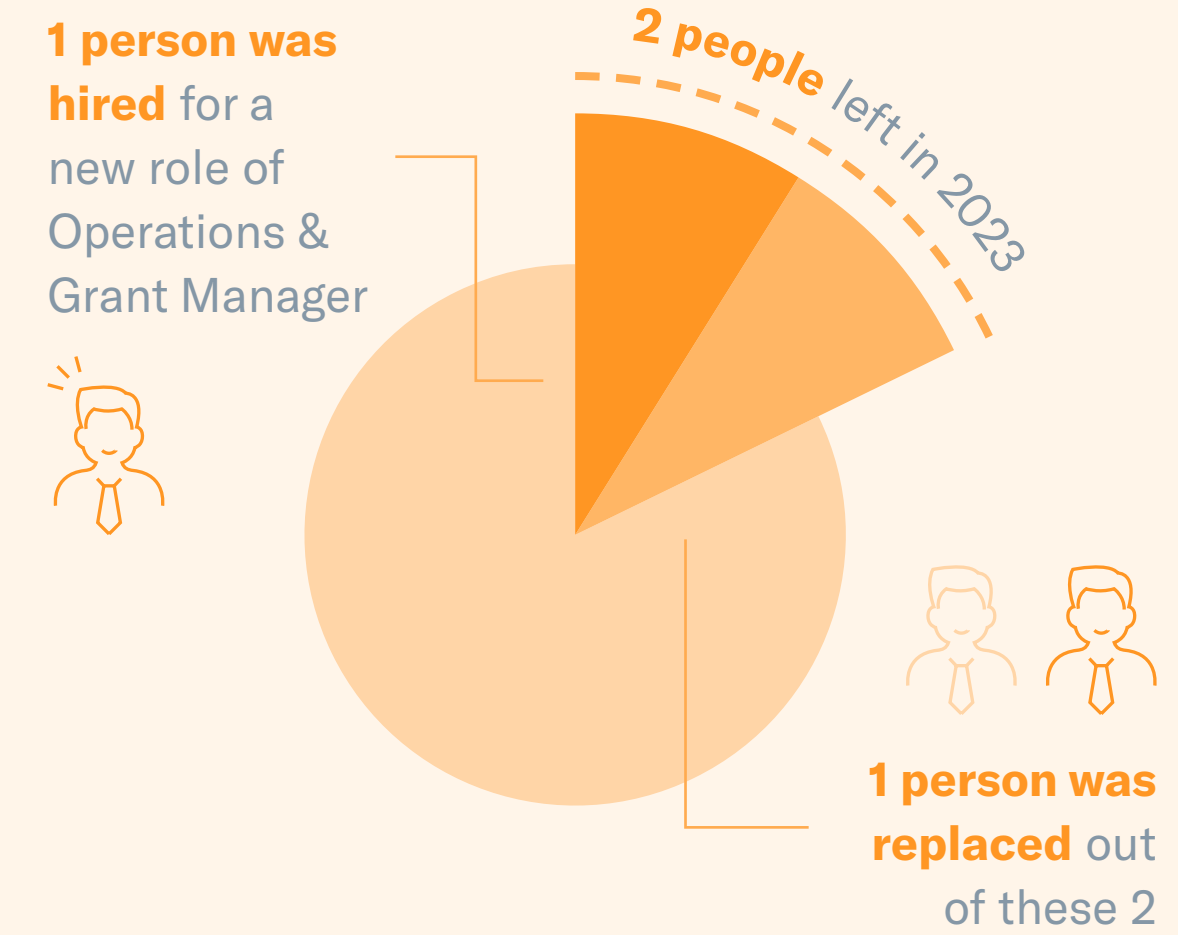 1 person was
hired for a
new role of
Operations &
Grant Manager
2 people left in 2023
1 person was
replaced out
of these 2